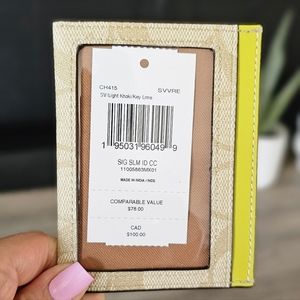 CH415 SVVRE
SV/Light Khaki/Key Lime
1 95031 96049 9
SIG SLM ID CC
11005863MX01
MADE IN INDIA / INDE
COMPARABLE VALUE
$78.00
CAD
$100.00